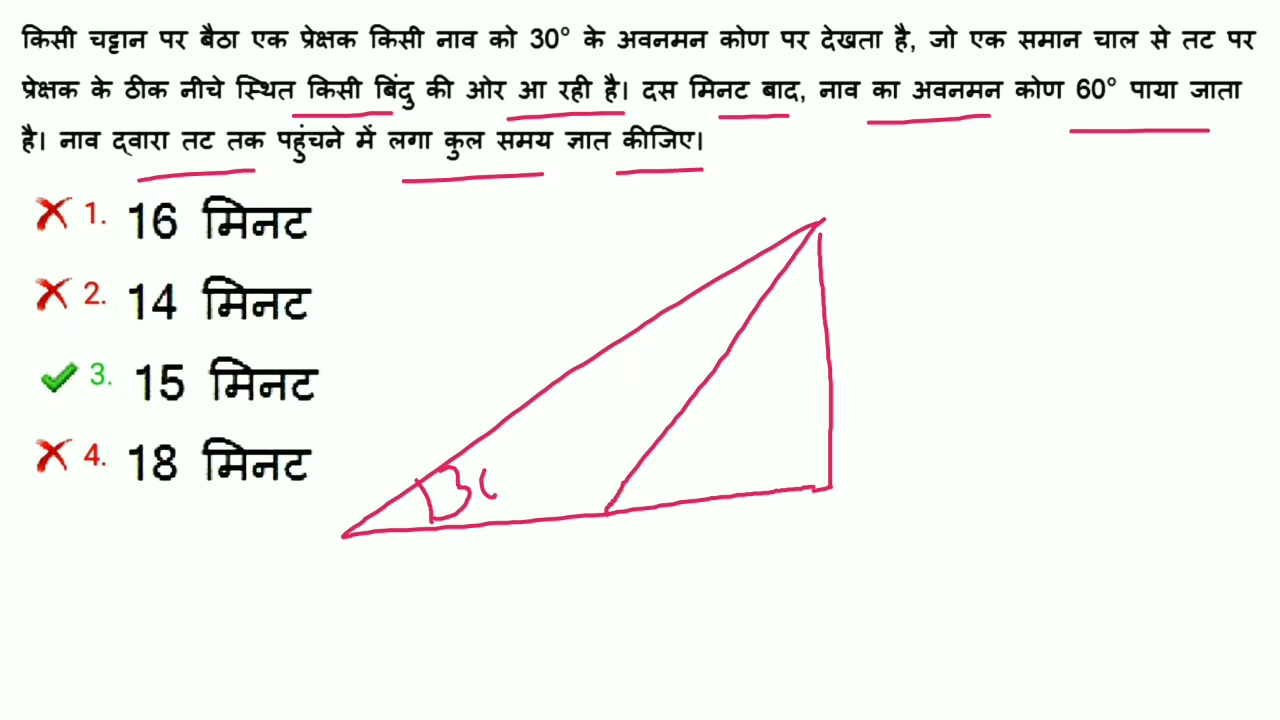 किसी चट्टान पर बैठा एक प्रेक्षक किसी नाव को 30° के अवनमन कोण पर देखता है, जो एक समान चाल से तट पर
प्रेक्षक के ठीक नीचे स्थित किसी बिंदु की ओर आ रही है। दस मिनट बाद, नाव का अवनमन कोण 60° पाया जाता
है। नाव द्वारा तट तक पहुंचने में लगा कुल समय ज्ञात कीजिए।
1. 16 मिनट
2. 14 मिनट
3. 15 मिनट
4. 18 मिनट